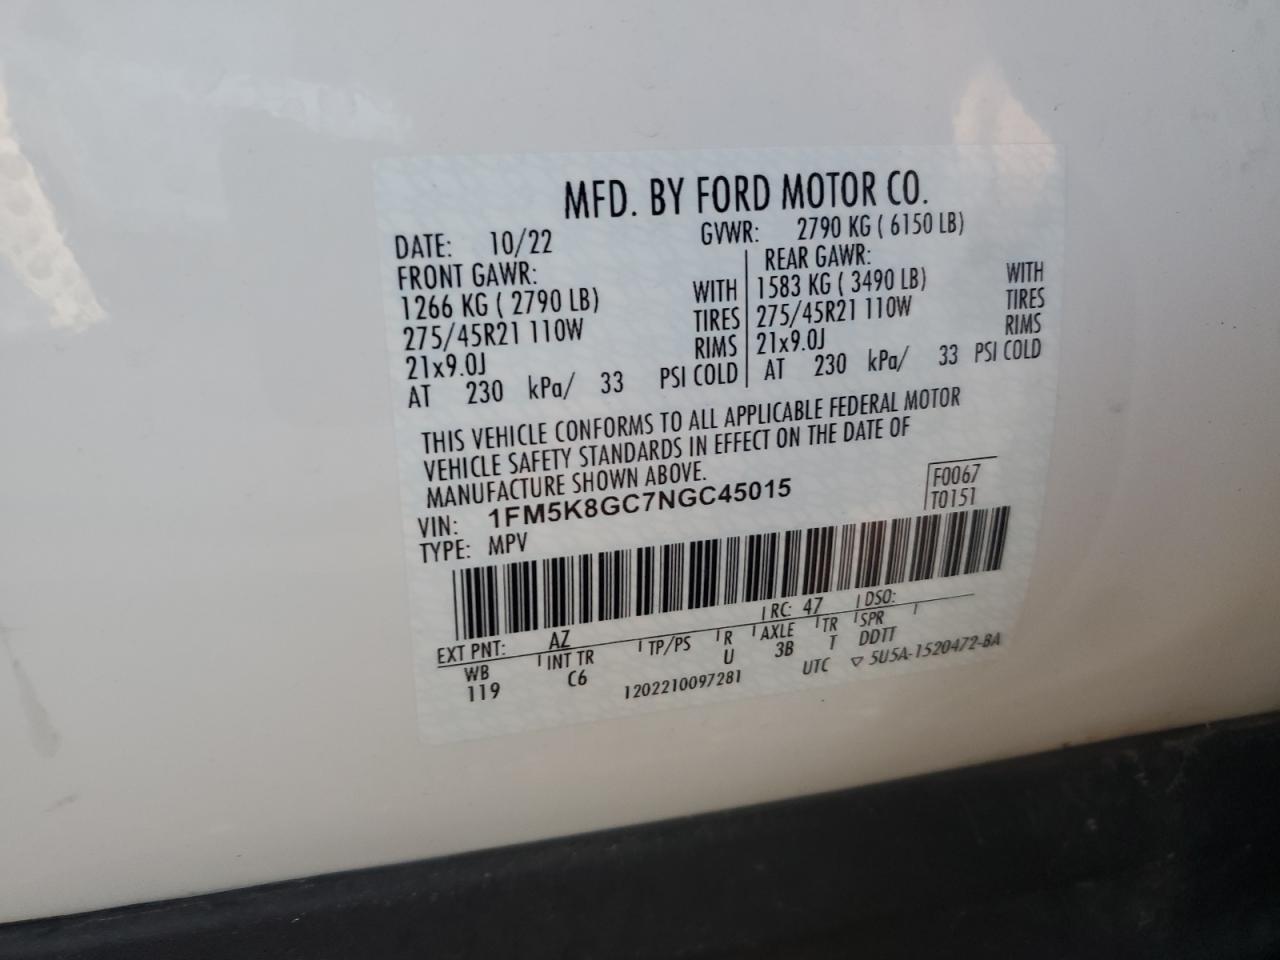 MFD. BY FORD MOTOR CO.
DATE: 10/22 GVWR: 2790 KG ( 6150 LB)
FRONT GAWR: REAR GAWR:
1266 KG ( 2790 LB) WITH 1583 KG ( 3490 LB) WITH
275/45R21 110W TIRES 275/45R21 110W TIRES
21x9.0J RIMS 21x9.0J RIMS
AT 230 kPa/ 33 PSI COLD AT 230 kPa/ 33 PSI COLD
THIS VEHICLE CONFORMS TO ALL APPLICABLE FEDERAL MOTOR
VEHICLE SAFETY STANDARDS IN EFFECT ON THE DATE OF
MANUFACTURE SHOWN ABOVE.
VIN: 1FM5K8GC7NGC45015 F0067
TYPE: MPV T0151
EXT PNT: AZ RC: 47 DSO:
WB INT TR TP/PS R AXLE TR SPR
119 C6 U 3B T DDTT
1202210097281 UTC ▽ 5U5A-1520472-BA